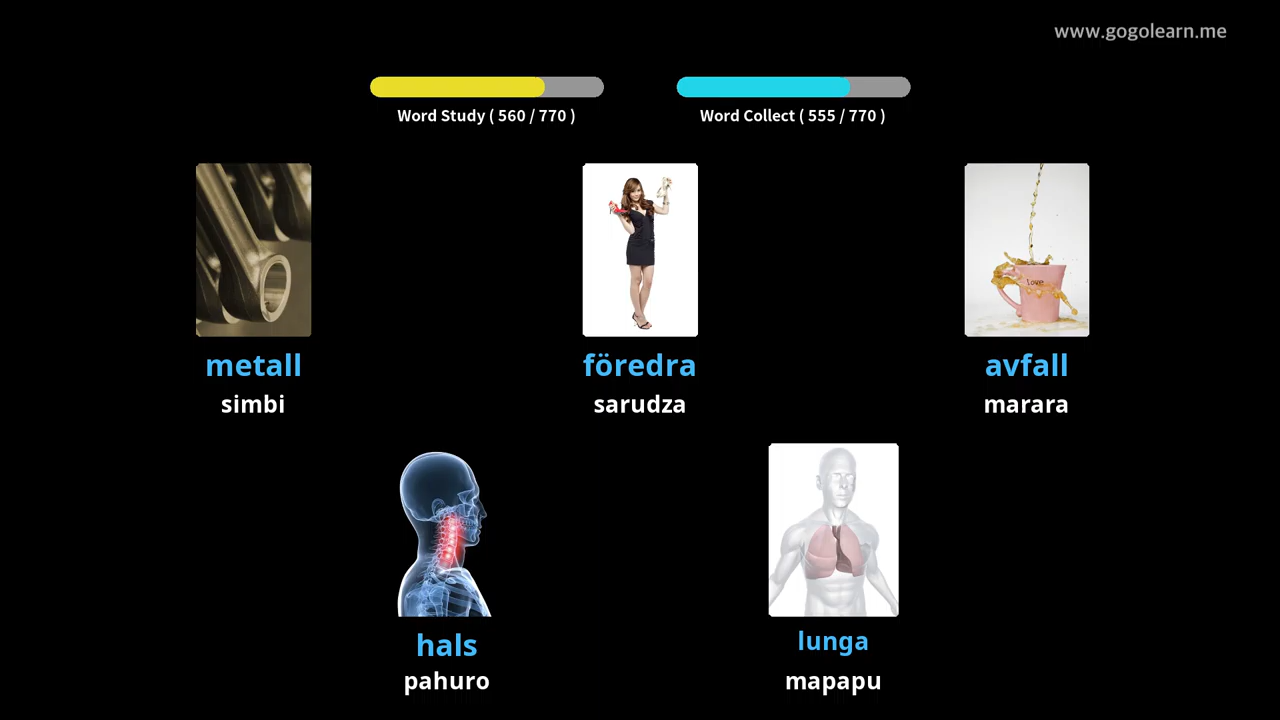 www.gogolearn.me
Word Study ( 560 / 770 )
Word Collect ( 555 / 770 )
love
metall
föredra
avfall
simbi
sarudza
marara
hals
lunga
pahuro
mapapu